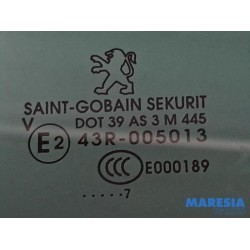 SAINT-GOBAIN SEKURIT
V DOT 39 AS 3 M 445
E2 43R-005013
CCC E000189
.....7
MARESIA